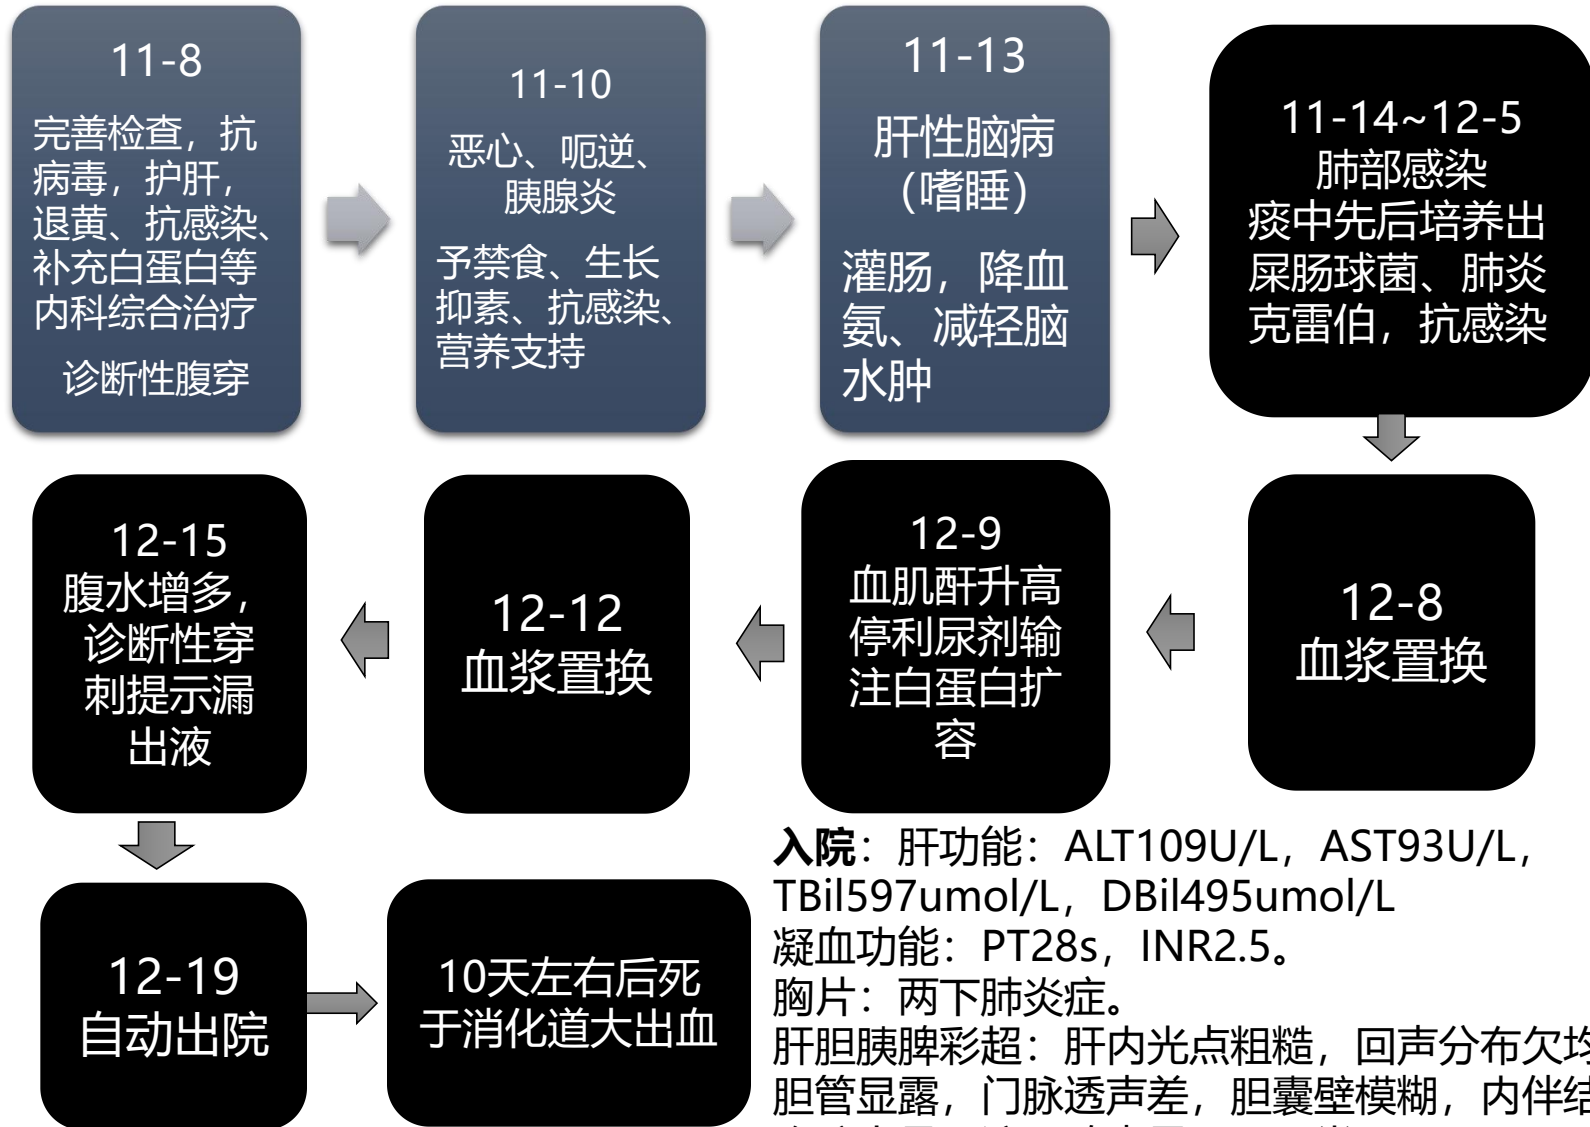 11-8
完善检查，抗
病毒，护肝，
退黄、抗感染、
补充白蛋白等
内科综合治疗
诊断性腹穿
11-10
恶心、呃逆、
胰腺炎
予禁食、生长
抑素、抗感染、
营养支持
11-13
肝性脑病
（嗜睡）
灌肠，降血
氨、减轻脑
水肿
11-14~12-5
肺部感染
痰中先后培养出
屎肠球菌、肺炎
克雷伯，抗感染
12-8
血浆置换
12-9
血肌酐升高
停利尿剂输
注白蛋白扩
容
12-12
血浆置换
12-15
腹水增多，
诊断性穿
刺提示漏
出液
12-19
自动出院
10天左右后死
于消化道大出血
入院：肝功能：ALT109U/L，AST93U/L，
TBil597umol/L，DBil495umol/L
凝血功能：PT28s，INR2.5。
胸片：两下肺炎症。
肝胆胰脾彩超：肝内光点粗糙，回声分布欠均
胆管显露，门脉透声差，胆囊壁模糊，内伴结